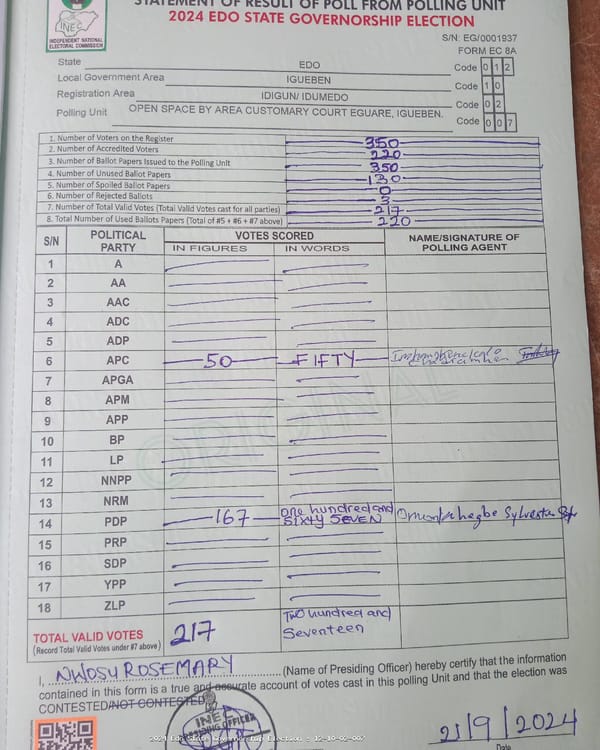 STATEMENT OF RESULT OF POLL FROM POLLING UNIT
2024 EDO STATE GOVERNORSHIP ELECTION
INEC
INDEPENDENT NATIONAL
ELECTORAL COMMISSION
S/N: EG/0001937
FORM EC 8A
State EDO Code 0 1 2
Local Government Area IGUEBEN Code 1 0
Registration Area IDIGUN/ IDUMEDO Code 0 2
Polling Unit OPEN SPACE BY AREA CUSTOMARY COURT EGUARE, IGUEBEN. Code 0 0 7
1. Number of Voters on the Register 350
2. Number of Accredited Voters 220
3. Number of Ballot Papers Issued to the Polling Unit 350
4. Number of Unused Ballot Papers 130
5. Number of Spoiled Ballot Papers 0
6. Number of Rejected Ballots 3
7. Number of Total Valid Votes (Total Valid Votes cast for all parties) 217
8. Total Number of Used Ballots Papers (Total of #5 + #6 + #7 above) 220
S/N POLITICAL PARTY VOTES SCORED NAME/SIGNATURE OF POLLING AGENT
IN FIGURES IN WORDS
1 A
2 AA
3 AAC
4 ADC
5 ADP
6 APC 50 FIFTY
7 APGA
8 APM
9 APP
10 BP
11 LP
12 NNPP
13 NRM
14 PDP 167 One hundred and SIXTY SEVEN Sylvester
15 PRP
16 SDP
17 YPP
18 ZLP
ORIGINAL
TOTAL VALID VOTES 217 Two hundred and Seventeen
(Record Total Valid Votes under #7 above)
I, NWOSU ROSEMARY (Name of Presiding Officer) hereby certify that the information
contained in this form is a true and accurate account of votes cast in this polling Unit and that the election was
CONTESTED/NOT CONTESTED
INEC
PRESIDING OFFICER
2024 Edo State Governorship Election - 12-10-02-007
21/9/2024
Date